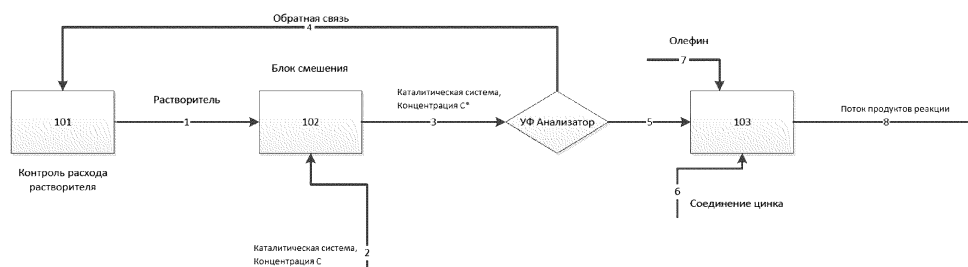 Обратная связь
4
Олефин
7
Блок смешения
Растворитель
Каталитическая система,
Концентрация С*
Поток продуктов реакции
101
1
102
3
УФ Анализатор
5
103
8
Контроль расхода
растворителя
6
Соединение цинка
Каталитическая система,
Концентрация С
2